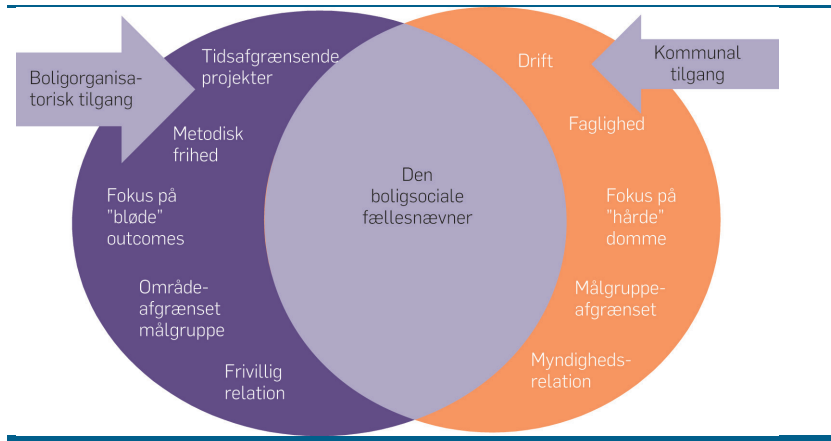 Boligorganisa-
torisk tilgang
Tidsafgrænsende
projekter
Metodisk
frihed
Fokus på
"bløde"
outcomes
Område-
afgrænset
målgruppe
Frivillig
relation
Den
boligsociale
fællesnævner
Kommunal
tilgang
Drift
Faglighed
Fokus på
"hårde"
domme
Målgruppe-
afgrænset
Myndigheds-
relation